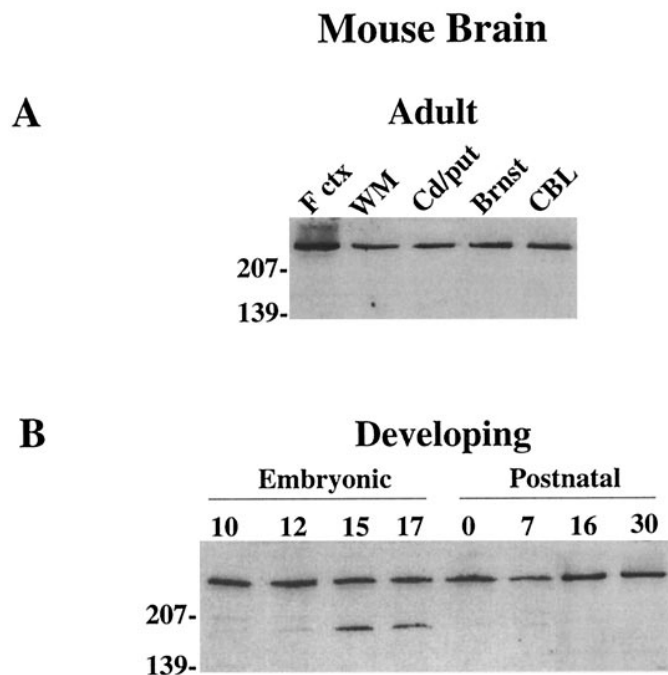 Mouse Brain
A
Adult
F ctx WM Cd/put Brnst CBL
207-
139-
B
Developing
Embryonic Postnatal
10 12 15 17 0 7 16 30
207-
139-